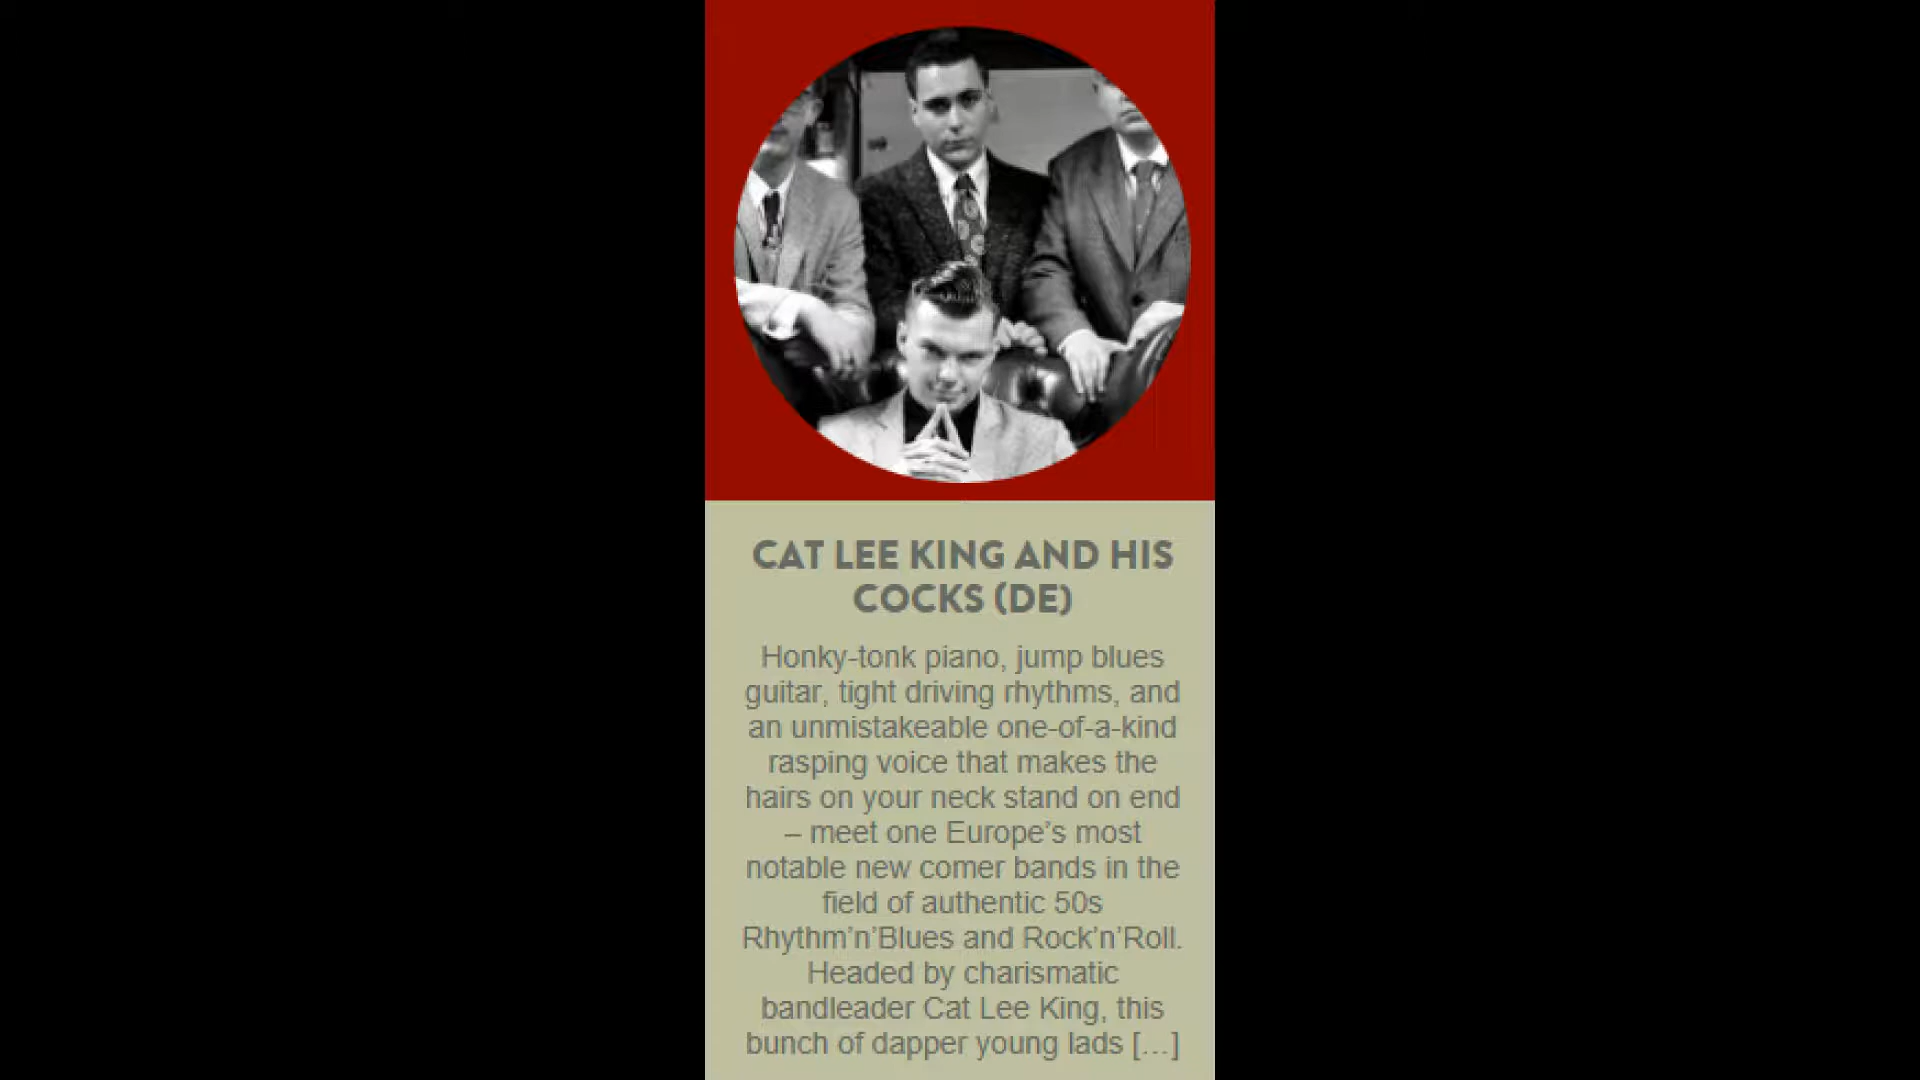 CAT LEE KING AND HIS
COCKS (DE)
Honky-tonk piano, jump blues
guitar, tight driving rhythms, and
an unmistakeable one-of-a-kind
rasping voice that makes the
hairs on your neck stand on end
– meet one Europe’s most
notable new comer bands in the
field of authentic 50s
Rhythm’n’Blues and Rock’n’Roll.
Headed by charismatic
bandleader Cat Lee King, this
bunch of dapper young lads […]